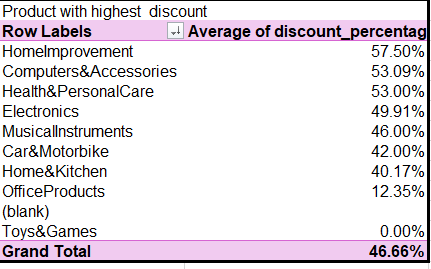 Product with highest discount
Row Labels Average of discount_percentag
HomeImprovement 57.50%
Computers&Accessories 53.09%
Health&PersonalCare 53.00%
Electronics 49.91%
MusicalInstruments 46.00%
Car&Motorbike 42.00%
Home&Kitchen 40.17%
OfficeProducts 12.35%
(blank)
Toys&Games 0.00%
Grand Total 46.66%